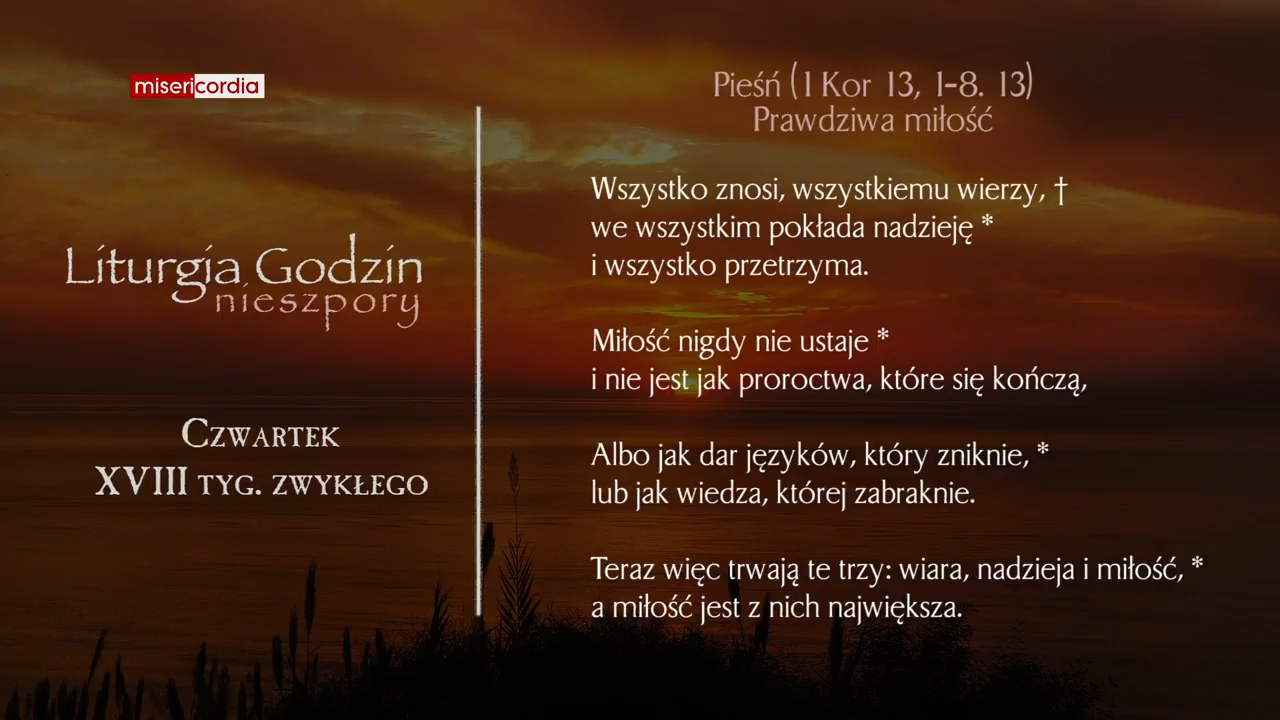 misericordia
Liturgia Godzin
nieszpory
Czwartek
XVIII tyg. zwykłego
Pieśń (1 Kor 13, 1-8. 13)
Prawdziwa miłość
Wszystko znosi, wszystkiemu wierzy, †
we wszystkim pokłada nadzieję *
i wszystko przetrzyma.
Miłość nigdy nie ustaje *
i nie jest jak proroctwa, które się kończą,
Albo jak dar języków, który zniknie, *
lub jak wiedza, której zabraknie.
Teraz więc trwają te trzy: wiara, nadzieja i miłość, *
a miłość jest z nich największa.